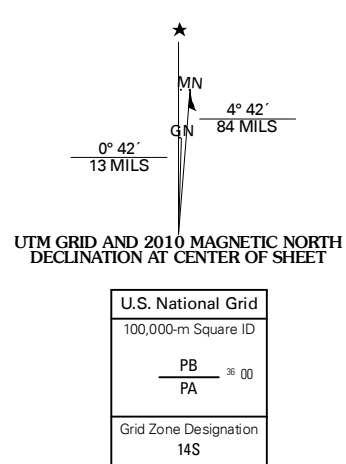 ★
MN
4° 42´
84 MILS
GN
0° 42´
13 MILS
UTM GRID AND 2010 MAGNETIC NORTH
DECLINATION AT CENTER OF SHEET
U.S. National Grid
100,000-m Square ID
PB
36 00
PA
Grid Zone Designation
14S